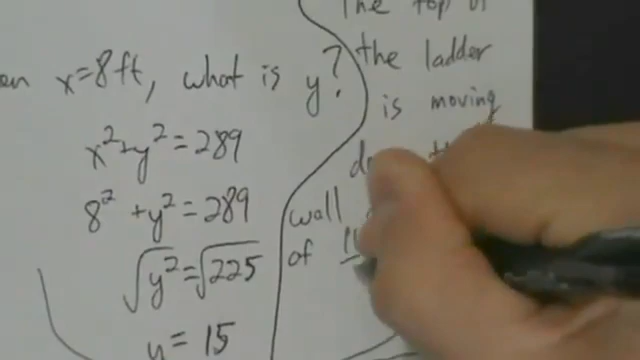 en x=8ft, what is y?
x²+y²=289
8² +y²=289
√y²=√225
y= 15
The top of
the ladder
is moving
wall
of